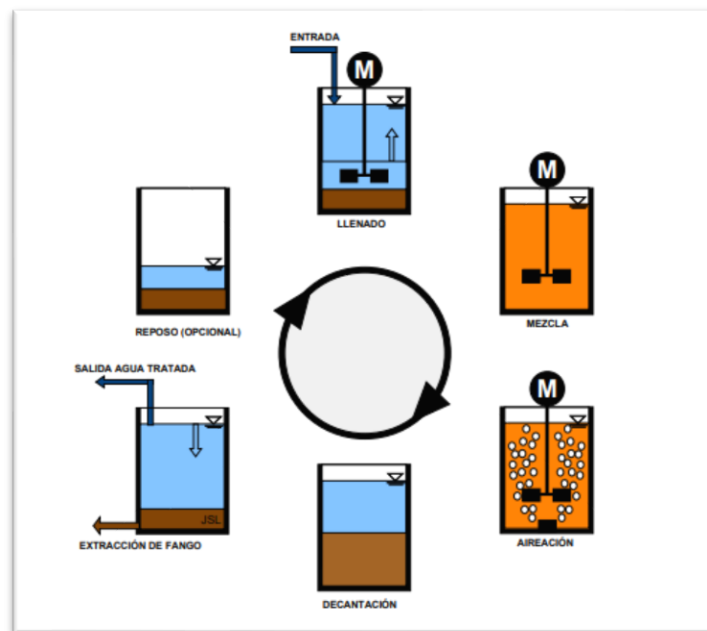 ENTRADA
M
LLENADO
M
MEZCLA
M
AIREACIÓN
DECANTACIÓN
SALIDA AGUA TRATADA
JSL
EXTRACCIÓN DE FANGO
REPOSO (OPCIONAL)